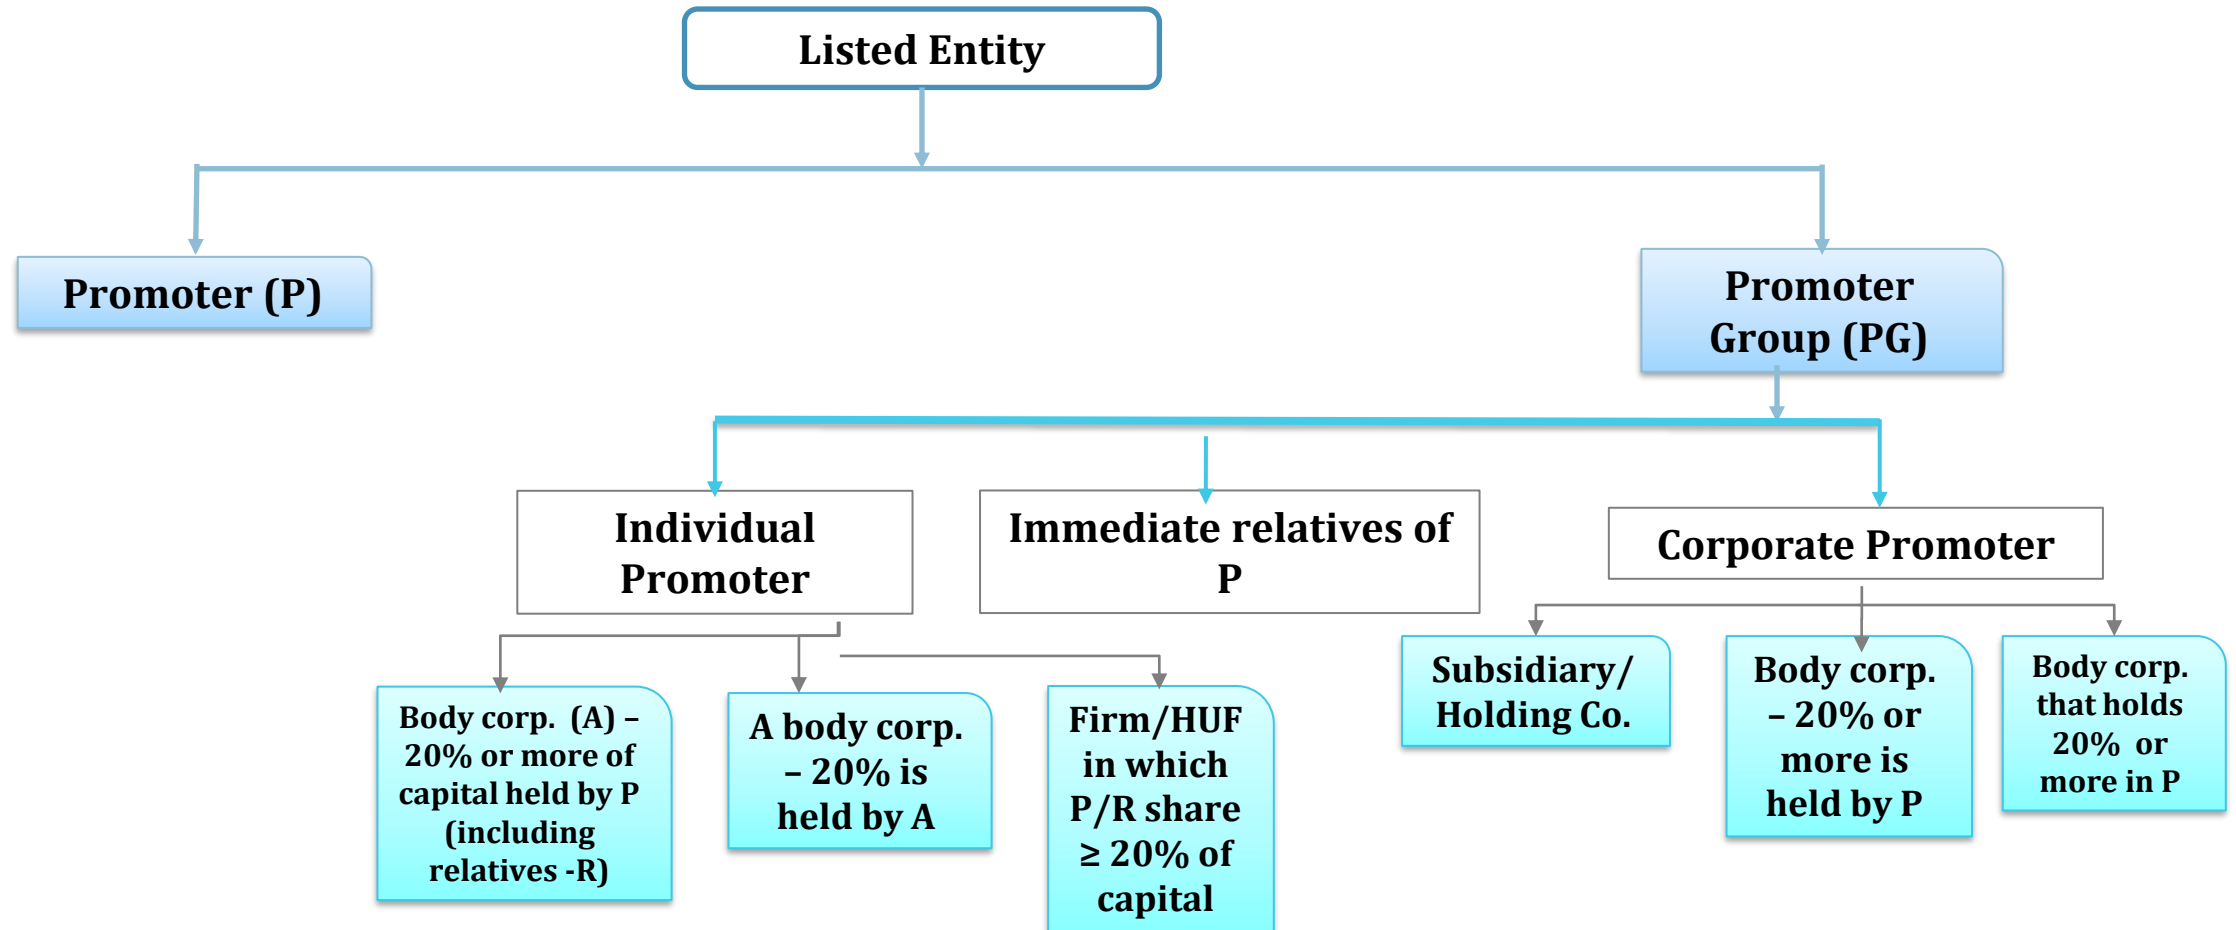 Listed Entity
Promoter (P)
Promoter
Group (PG)
Individual
Promoter
Immediate relatives of
P
Corporate Promoter
Body corp. (A) –
20% or more of
capital held by P
(including
relatives -R)
A body corp.
– 20% is
held by A
Firm/HUF
in which
P/R share
≥ 20% of
capital
Subsidiary/
Holding Co.
Body corp.
– 20% or
more is
held by P
Body corp.
that holds
20% or
more in P